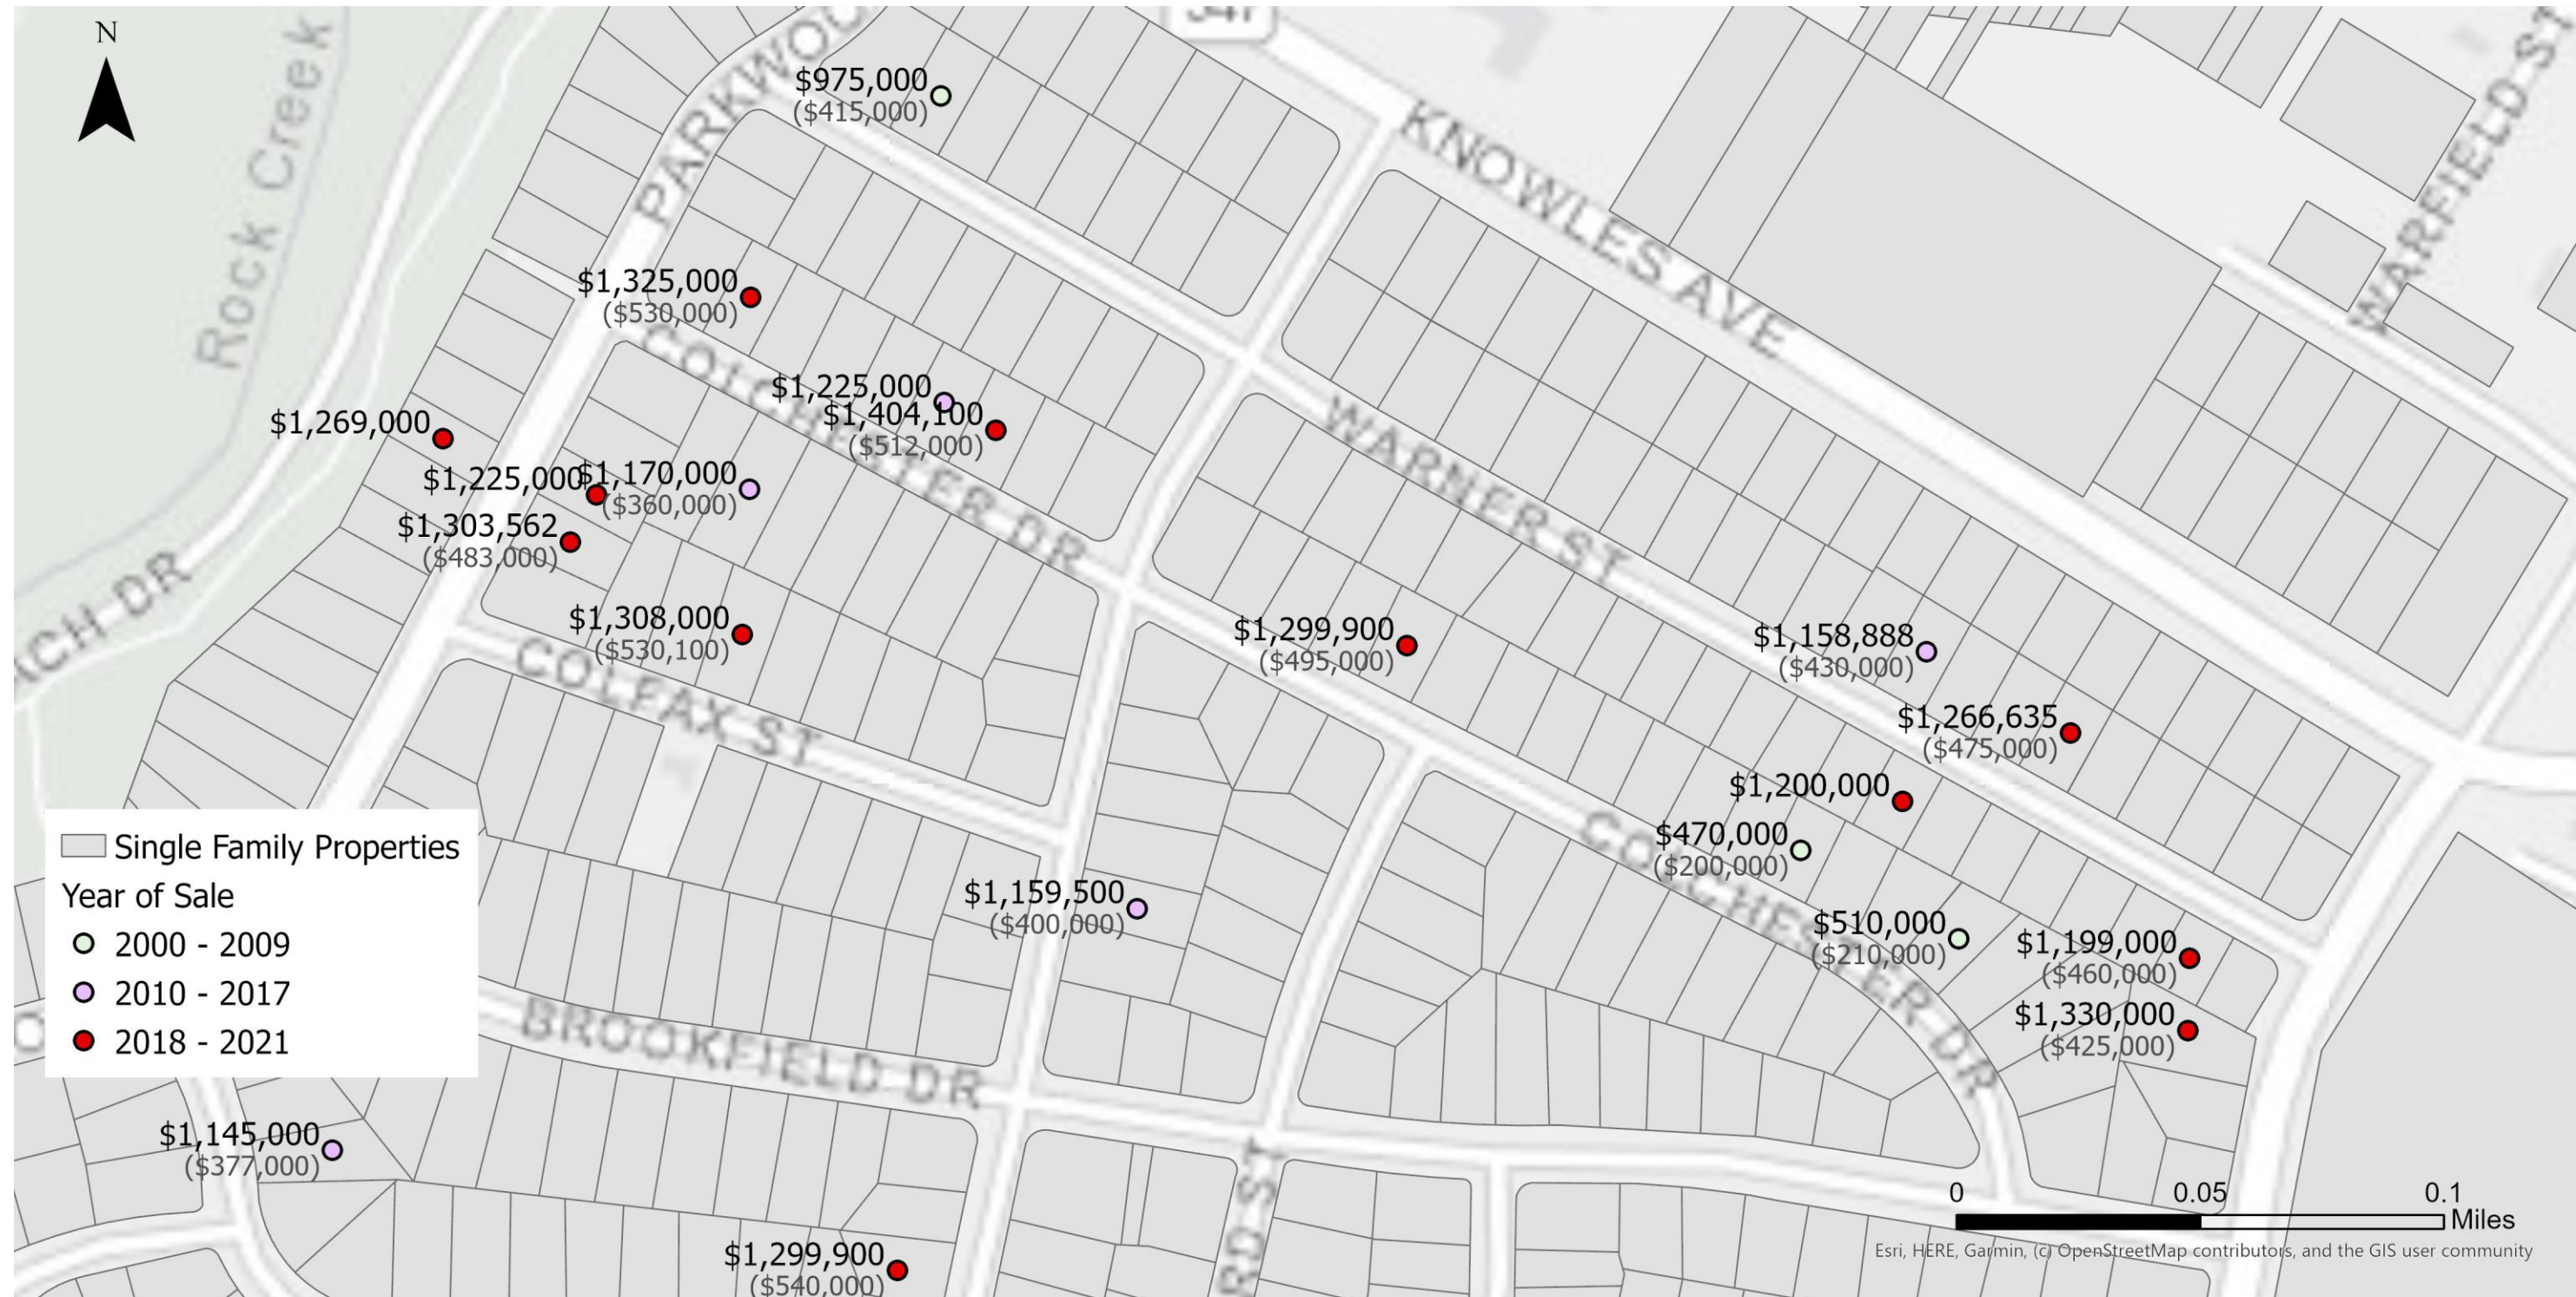 N
Rock Creek
PARKWOO
$975,000
($415,000)
KNOWLES AVE
WARFIELD ST
$1,325,000
($530,000)
COLCHESTER DR
$1,225,000
$1,404,100
($512,000)
WARNER ST
$1,269,000
$1,225,000
$1,170,000
($360,000)
$1,303,562
($483,000)
ACH DR
$1,308,000
($530,100)
COLFAX ST
$1,299,900
($495,000)
$1,158,888
($430,000)
$1,266,635
($475,000)
$1,200,000
$470,000
($200,000)
COLCHESTER DR
$1,159,500
($400,000)
$510,000
($210,000)
$1,199,000
($460,000)
$1,330,000
($425,000)
Single Family Properties
Year of Sale
2000 - 2009
2010 - 2017
2018 - 2021
BROOKFIELD DR
$1,145,000
($377,000)
RD ST
$1,299,900
($540,000)
0 0.05 0.1
Miles
Esri, HERE, Garmin, (c) OpenStreetMap contributors, and the GIS user community